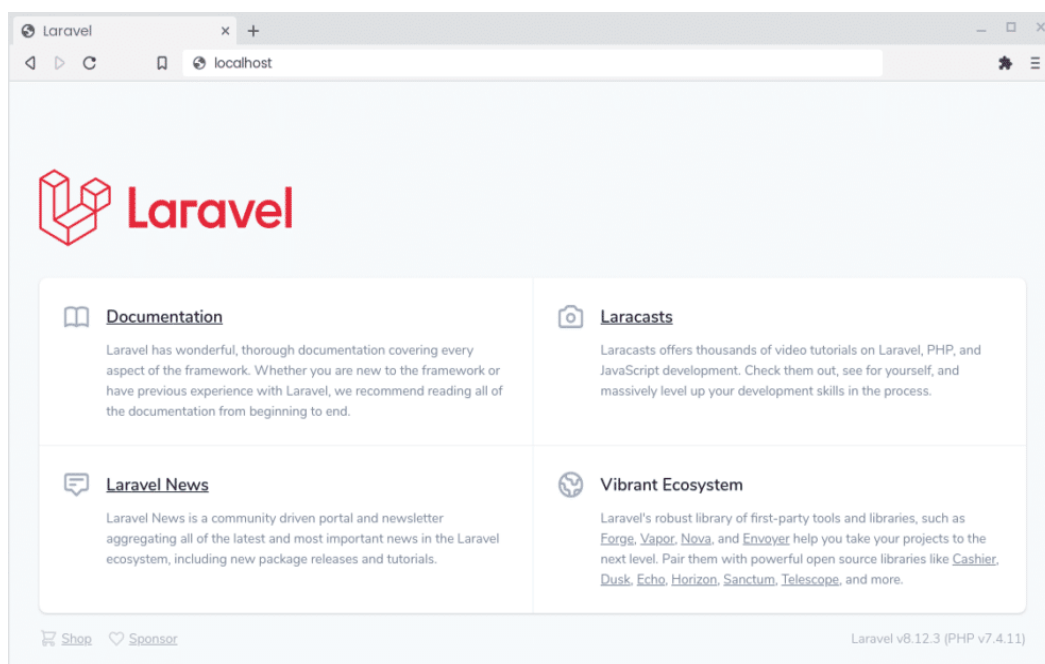 Laravel
localhost
Laravel
Documentation
Laravel has wonderful, thorough documentation covering every
aspect of the framework. Whether you are new to the framework or
have previous experience with Laravel, we recommend reading all of
the documentation from beginning to end.
Laracasts
Laracasts offers thousands of video tutorials on Laravel, PHP, and
JavaScript development. Check them out, see for yourself, and
massively level up your development skills in the process.
Laravel News
Laravel News is a community driven portal and newsletter
aggregating all of the latest and most important news in the Laravel
ecosystem, including new package releases and tutorials.
Vibrant Ecosystem
Laravel's robust library of first-party tools and libraries, such as
Forge, Vapor, Nova, and Envoyer help you take your projects to the
next level. Pair them with powerful open source libraries like Cashier,
Dusk, Echo, Horizon, Sanctum, Telescope, and more.
Shop Sponsor
Laravel v8.12.3 (PHP v7.4.11)